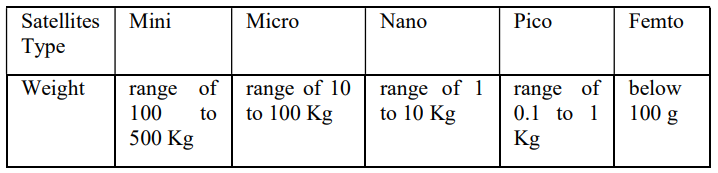 Satellites Type
Mini
Micro
Nano
Pico
Femto
Weight
range of 100 to 500 Kg
range of 10 to 100 Kg
range of 1 to 10 Kg
range of 0.1 to 1 Kg
below 100 g